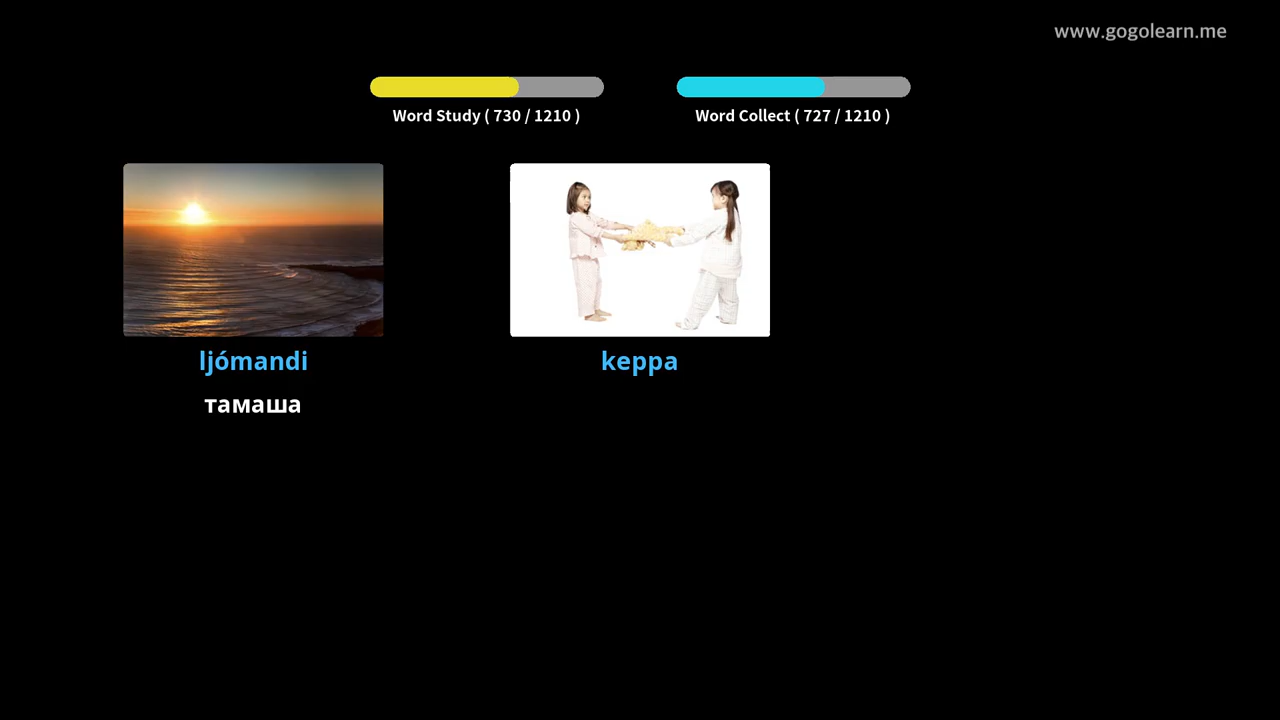 www.gogolearn.me
Word Study ( 730 / 1210 )
Word Collect ( 727 / 1210 )
ljómandi
keppa
тамаша